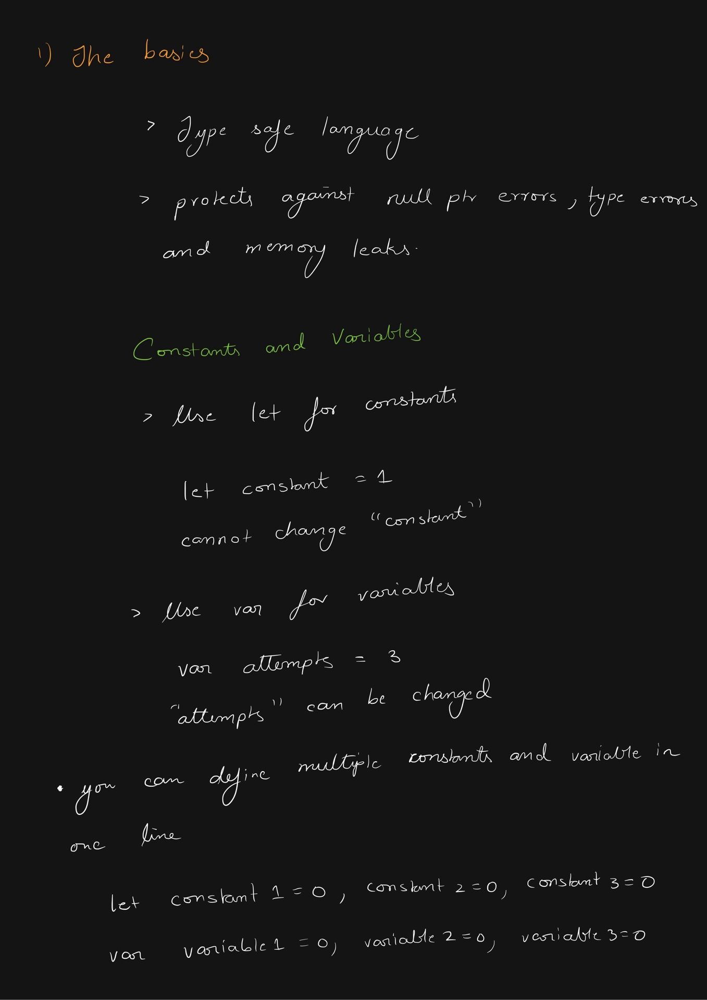 1) The basics
> Type safe language
> protects against null ptr errors, type errors
and memory leaks.
Constants and Variables
> Use let for constants
let constant = 1
cannot change "constant"
> Use var for variables
var attempts = 3
"attempts" can be changed
• you can define multiple constants and variable in
one line
let constant 1 = 0, constant 2 = 0, constant 3 = 0
var variable 1 = 0, variable 2 = 0, variable 3 = 0